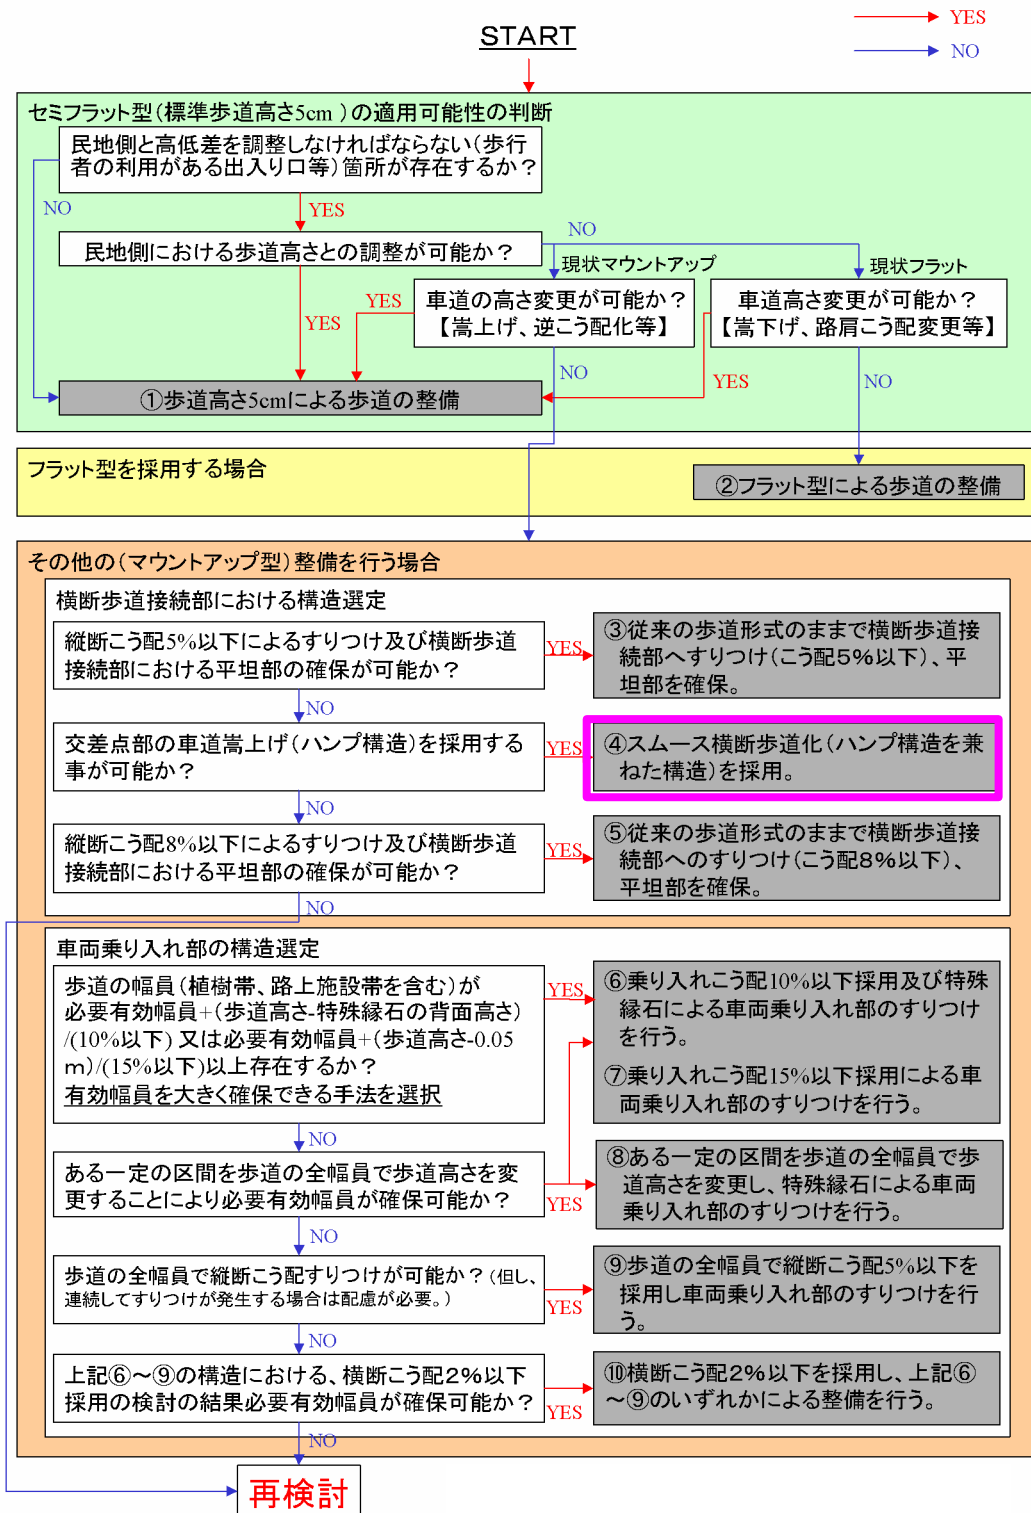 YES
START
NO
セミフラット型(標準歩道高さ5cm )の適用可能性の判断
民地側と高低差を調整しなければならない(歩行
者の利用がある出入り口等)箇所が存在するか?
NO
YES
民地側における歩道高さとの調整が可能か?
NO
現状マウントアップ
現状フラット
YES
YES
車道の高さ変更が可能か?
【嵩上げ、逆こう配化等】
車道高さ変更が可能か?
【嵩下げ、路肩こう配変更等】
NO
YES
NO
①歩道高さ5cmによる歩道の整備
フラット型を採用する場合
②フラット型による歩道の整備
その他の(マウントアップ型)整備を行う場合
横断歩道接続部における構造選定
縦断こう配5%以下によるすりつけ及び横断歩道
接続部における平坦部の確保が可能か?
YES
③従来の歩道形式のままで横断歩道接
続部へすりつけ(こう配5%以下)、平
坦部を確保。
NO
交差点部の車道嵩上げ(ハンプ構造)を採用する
事が可能か?
YES
④スムース横断歩道化(ハンプ構造を兼
ねた構造)を採用。
NO
縦断こう配8%以下によるすりつけ及び横断歩道
接続部における平坦部の確保が可能か?
YES
⑤従来の歩道形式のままで横断歩道接
続部へのすりつけ(こう配8%以下)、
平坦部を確保。
NO
車両乗り入れ部の構造選定
歩道の幅員(植樹帯、路上施設帯を含む)が
必要有効幅員+(歩道高さ-特殊縁石の背面高さ)
/(10%以下) 又は必要有効幅員+(歩道高さ-0.05
m)/(15%以下)以上存在するか?
有効幅員を大きく確保できる手法を選択
YES
⑥乗り入れこう配10%以下採用及び特殊
縁石による車両乗り入れ部のすりつけ
を行う。
⑦乗り入れこう配15%以下採用による車
両乗り入れ部のすりつけを行う。
NO
ある一定の区間を歩道の全幅員で歩道高さを変
更することにより必要有効幅員が確保可能か?
YES
⑧ある一定の区間を歩道の全幅員で歩
道高さを変更し、特殊縁石による車両
乗り入れ部のすりつけを行う。
NO
歩道の全幅員で縦断こう配すりつけが可能か?(但し、
連続してすりつけが発生する場合は配慮が必要。)
YES
⑨歩道の全幅員で縦断こう配5%以下を
採用し車両乗り入れ部のすりつけを行
う。
NO
上記⑥~⑨の構造における、横断こう配2%以下
採用の検討の結果必要有効幅員が確保可能か?
YES
⑩横断こう配2%以下を採用し、上記⑥
~⑨のいずれかによる整備を行う。
NO
再検討